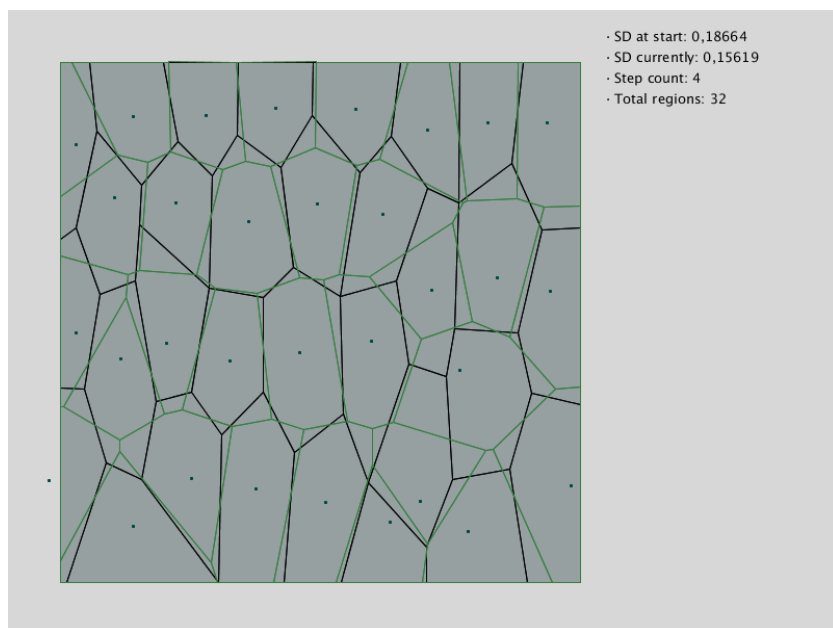 · SD at start: 0,18664
· SD currently: 0,15619
· Step count: 4
· Total regions: 32